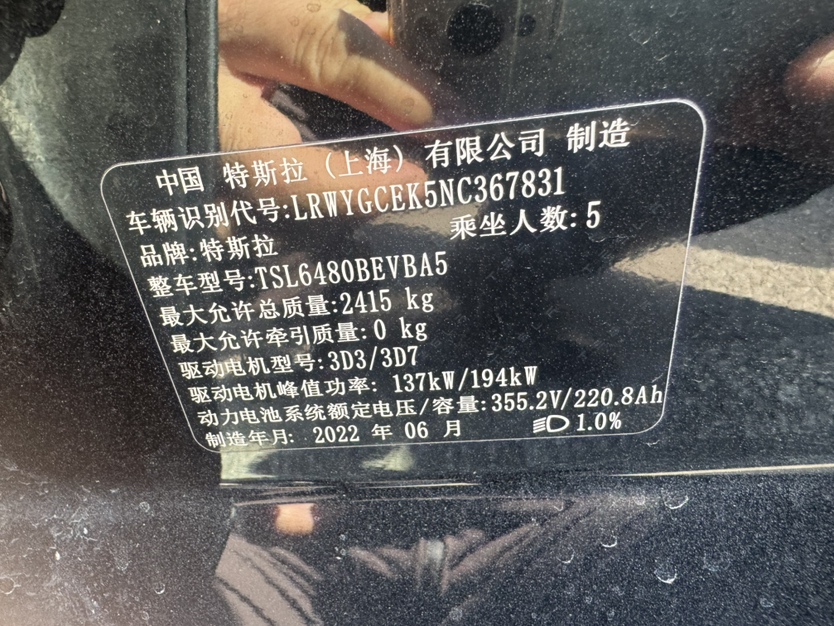 中国 特斯拉（上海）有限公司 制造
车辆识别代号:LRWYGCEK5NC367831
品牌:特斯拉 乘坐人数:5
整车型号:TSL6480BEVBA5
最大允许总质量:2415 kg
最大允许牵引质量:0 kg
驱动电机型号:3D3/3D7
驱动电机峰值功率: 137kW/194kW
动力电池系统额定电压/容量:355.2V/220.8Ah
制造年月: 2022 年 06 月 1.0%